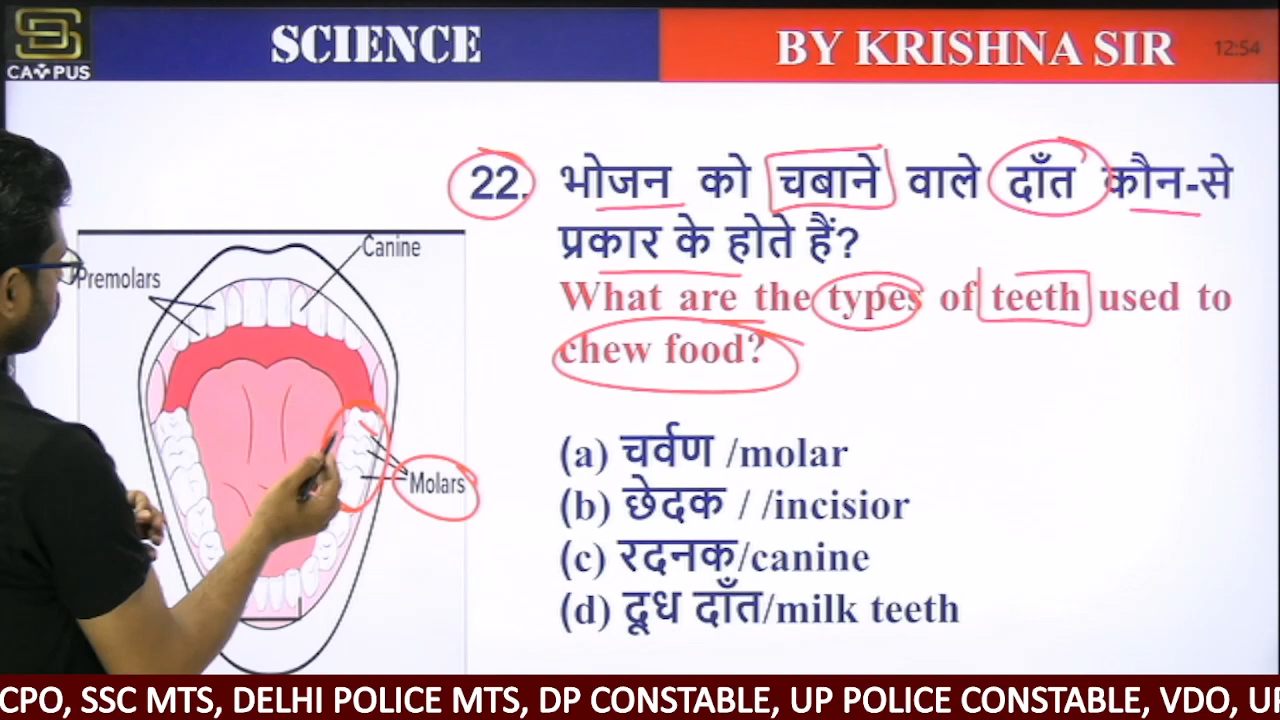 CAMPUS
SCIENCE
BY KRISHNA SIR
12:54
22. भोजन को चबाने वाले दाँत कौन-से
प्रकार के होते हैं?
What are the types of teeth used to
chew food?
Canine
Premolars
Molars
(a) चर्वण /molar
(b) छेदक / /incisior
(c) रदनक/canine
(d) दूध दाँत/milk teeth
CPO, SSC MTS, DELHI POLICE MTS, DP CONSTABLE, UP POLICE CONSTABLE, VDO, UP